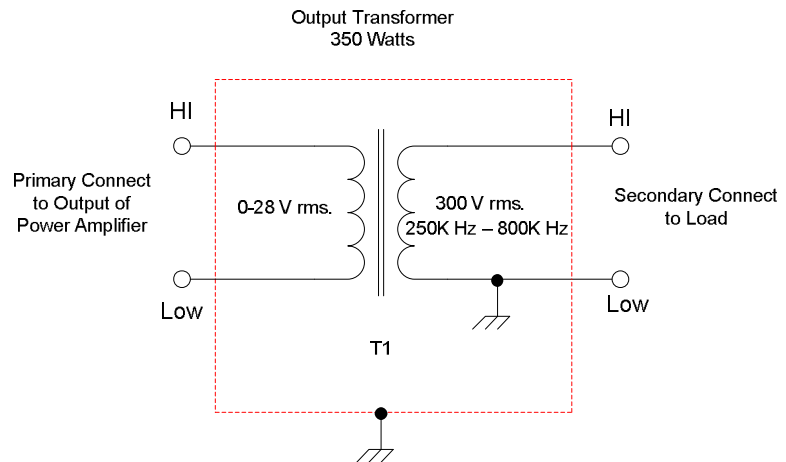 Output Transformer
350 Watts
HI
HI
Primary Connect
to Output of
Power Amplifier
0-28 V rms.
300 V rms.
250K Hz – 800K Hz
Secondary Connect
to Load
Low
Low
T1